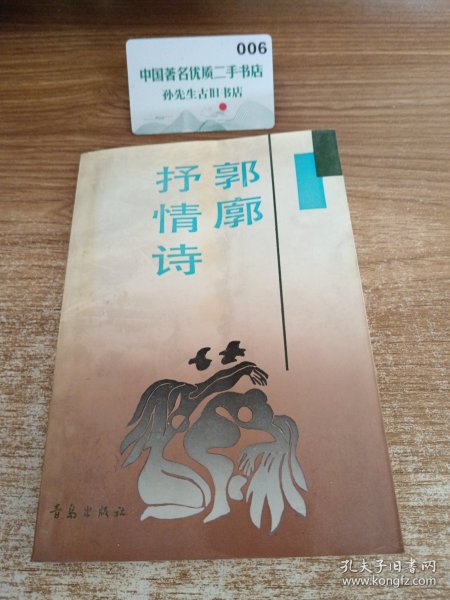 006
中国著名优质二手书店
孙先生古旧书店
郭廓
抒情诗
青岛出版社
孔夫子旧书网
www.kongfz.com